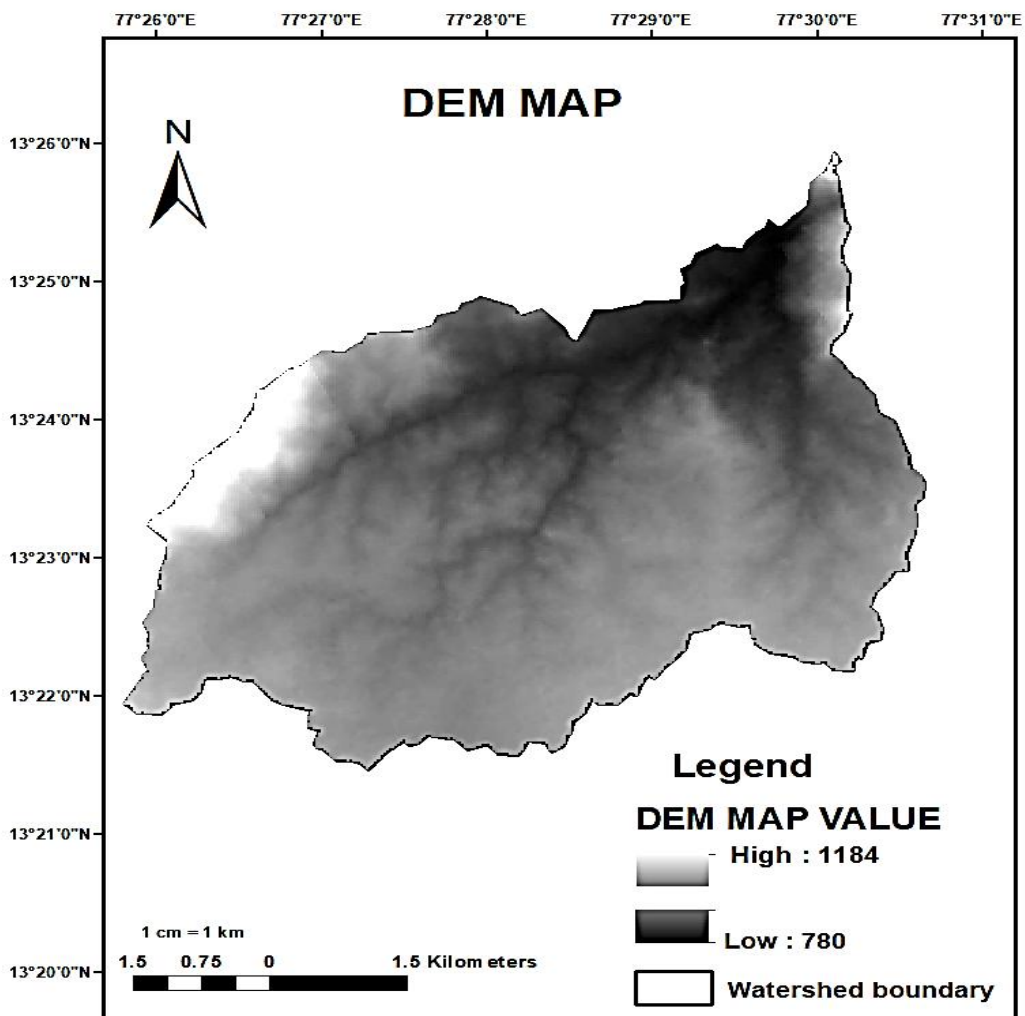 77°26'0"E 77°27'0"E 77°28'0"E 77°29'0"E 77°30'0"E 77°31'0"E
DEM MAP
N
13°26'0"N
13°25'0"N
13°24'0"N
13°23'0"N
13°22'0"N
13°21'0"N
13°20'0"N
Legend
DEM MAP VALUE
High : 1184
Low : 780
Watershed boundary
1 cm = 1 km
1.5 0.75 0 1.5 Kilometers